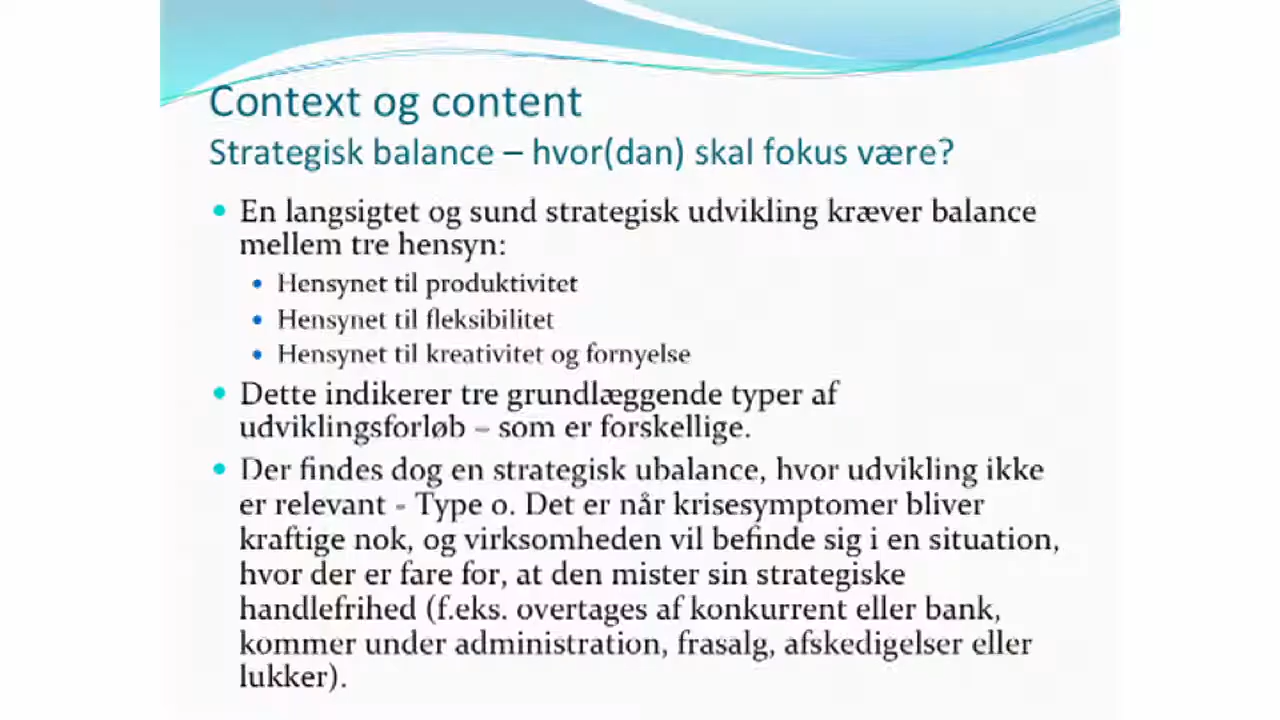 Context og content
Strategisk balance – hvor(dan) skal fokus være?
• En langsigtet og sund strategisk udvikling kræver balance
mellem tre hensyn:
• Hensynet til produktivitet
• Hensynet til fleksibilitet
• Hensynet til kreativitet og fornyelse
• Dette indikerer tre grundlæggende typer af
udviklingsforløb – som er forskellige.
• Der findes dog en strategisk ubalance, hvor udvikling ikke
er relevant - Type 0. Det er når krisesymptomer bliver
kraftige nok, og virksomheden vil befinde sig i en situation,
hvor der er fare for, at den mister sin strategiske
handlefrihed (f.eks. overtages af konkurrent eller bank,
kommer under administration, frasalg, afskedigelser eller
lukker).